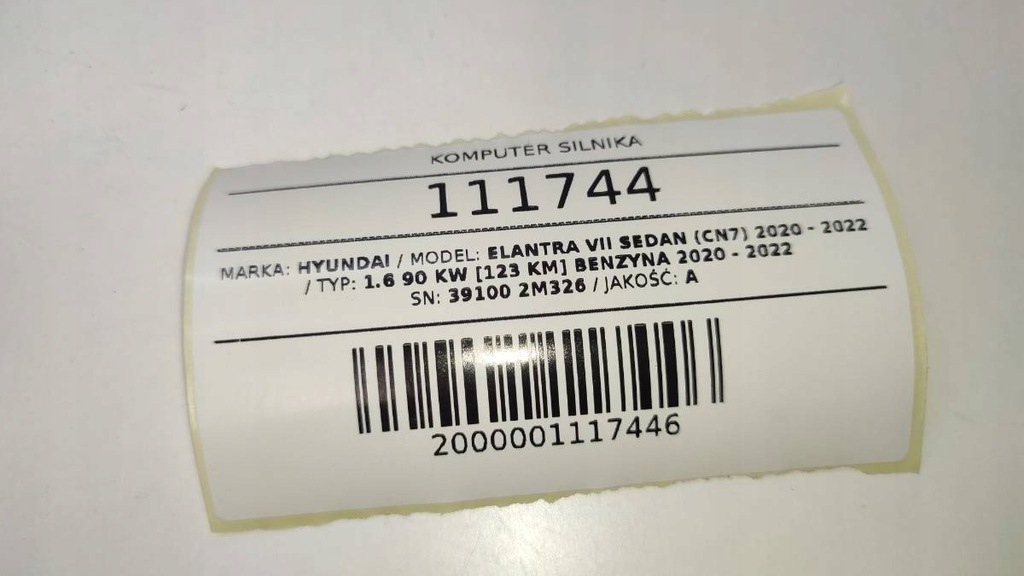 KOMPUTER SILNIKA
111744
MARKA: HYUNDAI / MODEL: ELANTRA VII SEDAN (CN7) 2020 - 2022
/ TYP: 1.6 90 KW [123 KM] BENZYNA 2020 - 2022
SN: 39100 2M326 / JAKOŚĆ: A
2000001117446